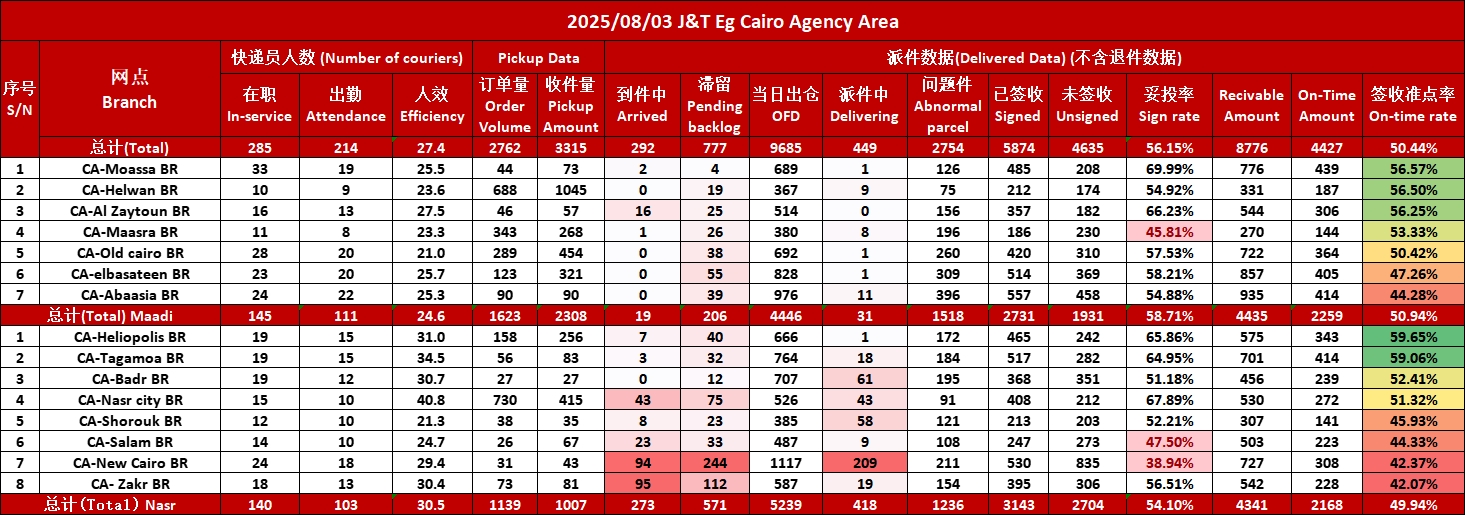 2025/08/03 J&T Eg Cairo Agency Area
序号 S/N 网点 Branch 快递员人数 (Number of couriers) Pickup Data 派件数据(Delivered Data) (不含退件数据)
在职 In-service 出勤 Attendance 人效 Efficiency 订单量 Order Volume 收件量 Pickup Amount 到件中 Arrived 滞留 Pending backlog 当日出仓 OFD 派件中 Delivering 问题件 Abnormal parcel 已签收 Signed 未签收 Unsigned 妥投率 Sign rate Recivable Amount On-Time Amount 签收准点率 On-time rate
总计(Total) 285 214 27.4 2762 3315 292 777 9685 449 2754 5874 4635 56.15% 8776 4427 50.44%
1 CA-Moassa BR 33 19 25.5 44 73 2 4 689 1 126 485 208 69.99% 776 439 56.57%
2 CA-Helwan BR 10 9 23.6 688 1045 0 19 367 9 75 212 174 54.92% 331 187 56.50%
3 CA-Al Zaytoun BR 16 13 27.5 46 57 16 25 514 0 156 357 182 66.23% 544 306 56.25%
4 CA-Maasra BR 11 8 23.3 343 268 1 26 380 8 196 186 230 45.81% 270 144 53.33%
5 CA-Old cairo BR 28 20 21.0 289 454 0 38 692 1 260 420 310 57.53% 722 364 50.42%
6 CA-elbasateen BR 23 20 25.7 123 321 0 55 828 1 309 514 369 58.21% 857 405 47.26%
7 CA-Abaasia BR 24 22 25.3 90 90 0 39 976 11 396 557 458 54.88% 935 414 44.28%
总计(Total) Maadi 145 111 24.6 1623 2308 19 206 4446 31 1518 2731 1931 58.71% 4435 2259 50.94%
1 CA-Heliopolis BR 19 15 31.0 158 256 7 40 666 1 172 465 242 65.86% 575 343 59.65%
2 CA-Tagamoa BR 19 15 34.5 56 83 3 32 764 18 184 517 282 64.95% 701 414 59.06%
3 CA-Badr BR 19 12 30.7 27 27 0 12 707 61 195 368 351 51.18% 456 239 52.41%
4 CA-Nasr city BR 15 10 40.8 730 415 43 75 526 43 91 408 212 67.89% 530 272 51.32%
5 CA-Shorouk BR 12 10 21.3 38 35 8 23 385 58 121 213 203 52.21% 307 141 45.93%
6 CA-Salam BR 14 10 24.7 26 67 23 33 487 9 108 247 273 47.50% 503 223 44.33%
7 CA-New Cairo BR 24 18 29.4 31 43 94 244 1117 209 211 530 835 38.94% 727 308 42.37%
8 CA- Zakr BR 18 13 30.4 73 81 95 112 587 19 154 395 306 56.51% 542 228 42.07%
总计(Total) Nasr 140 103 30.5 1139 1007 273 571 5239 418 1236 3143 2704 54.10% 4341 2168 49.94%